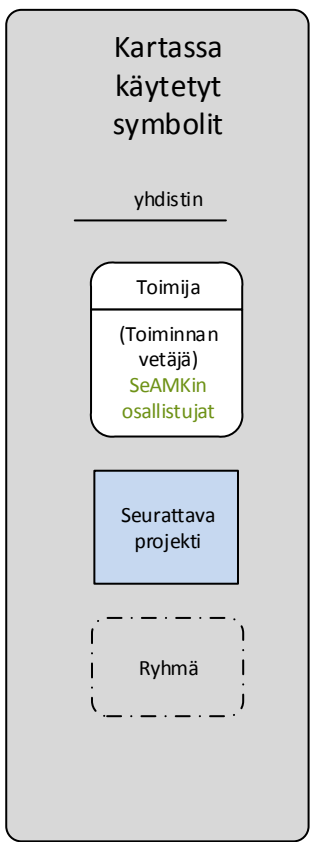 Kartassa
käytetyt
symbolit
yhdistin
Toimija
(Toiminnan
vetäjä)
SeAMKin
osallistujat
Seurattava
projekti
Ryhmä